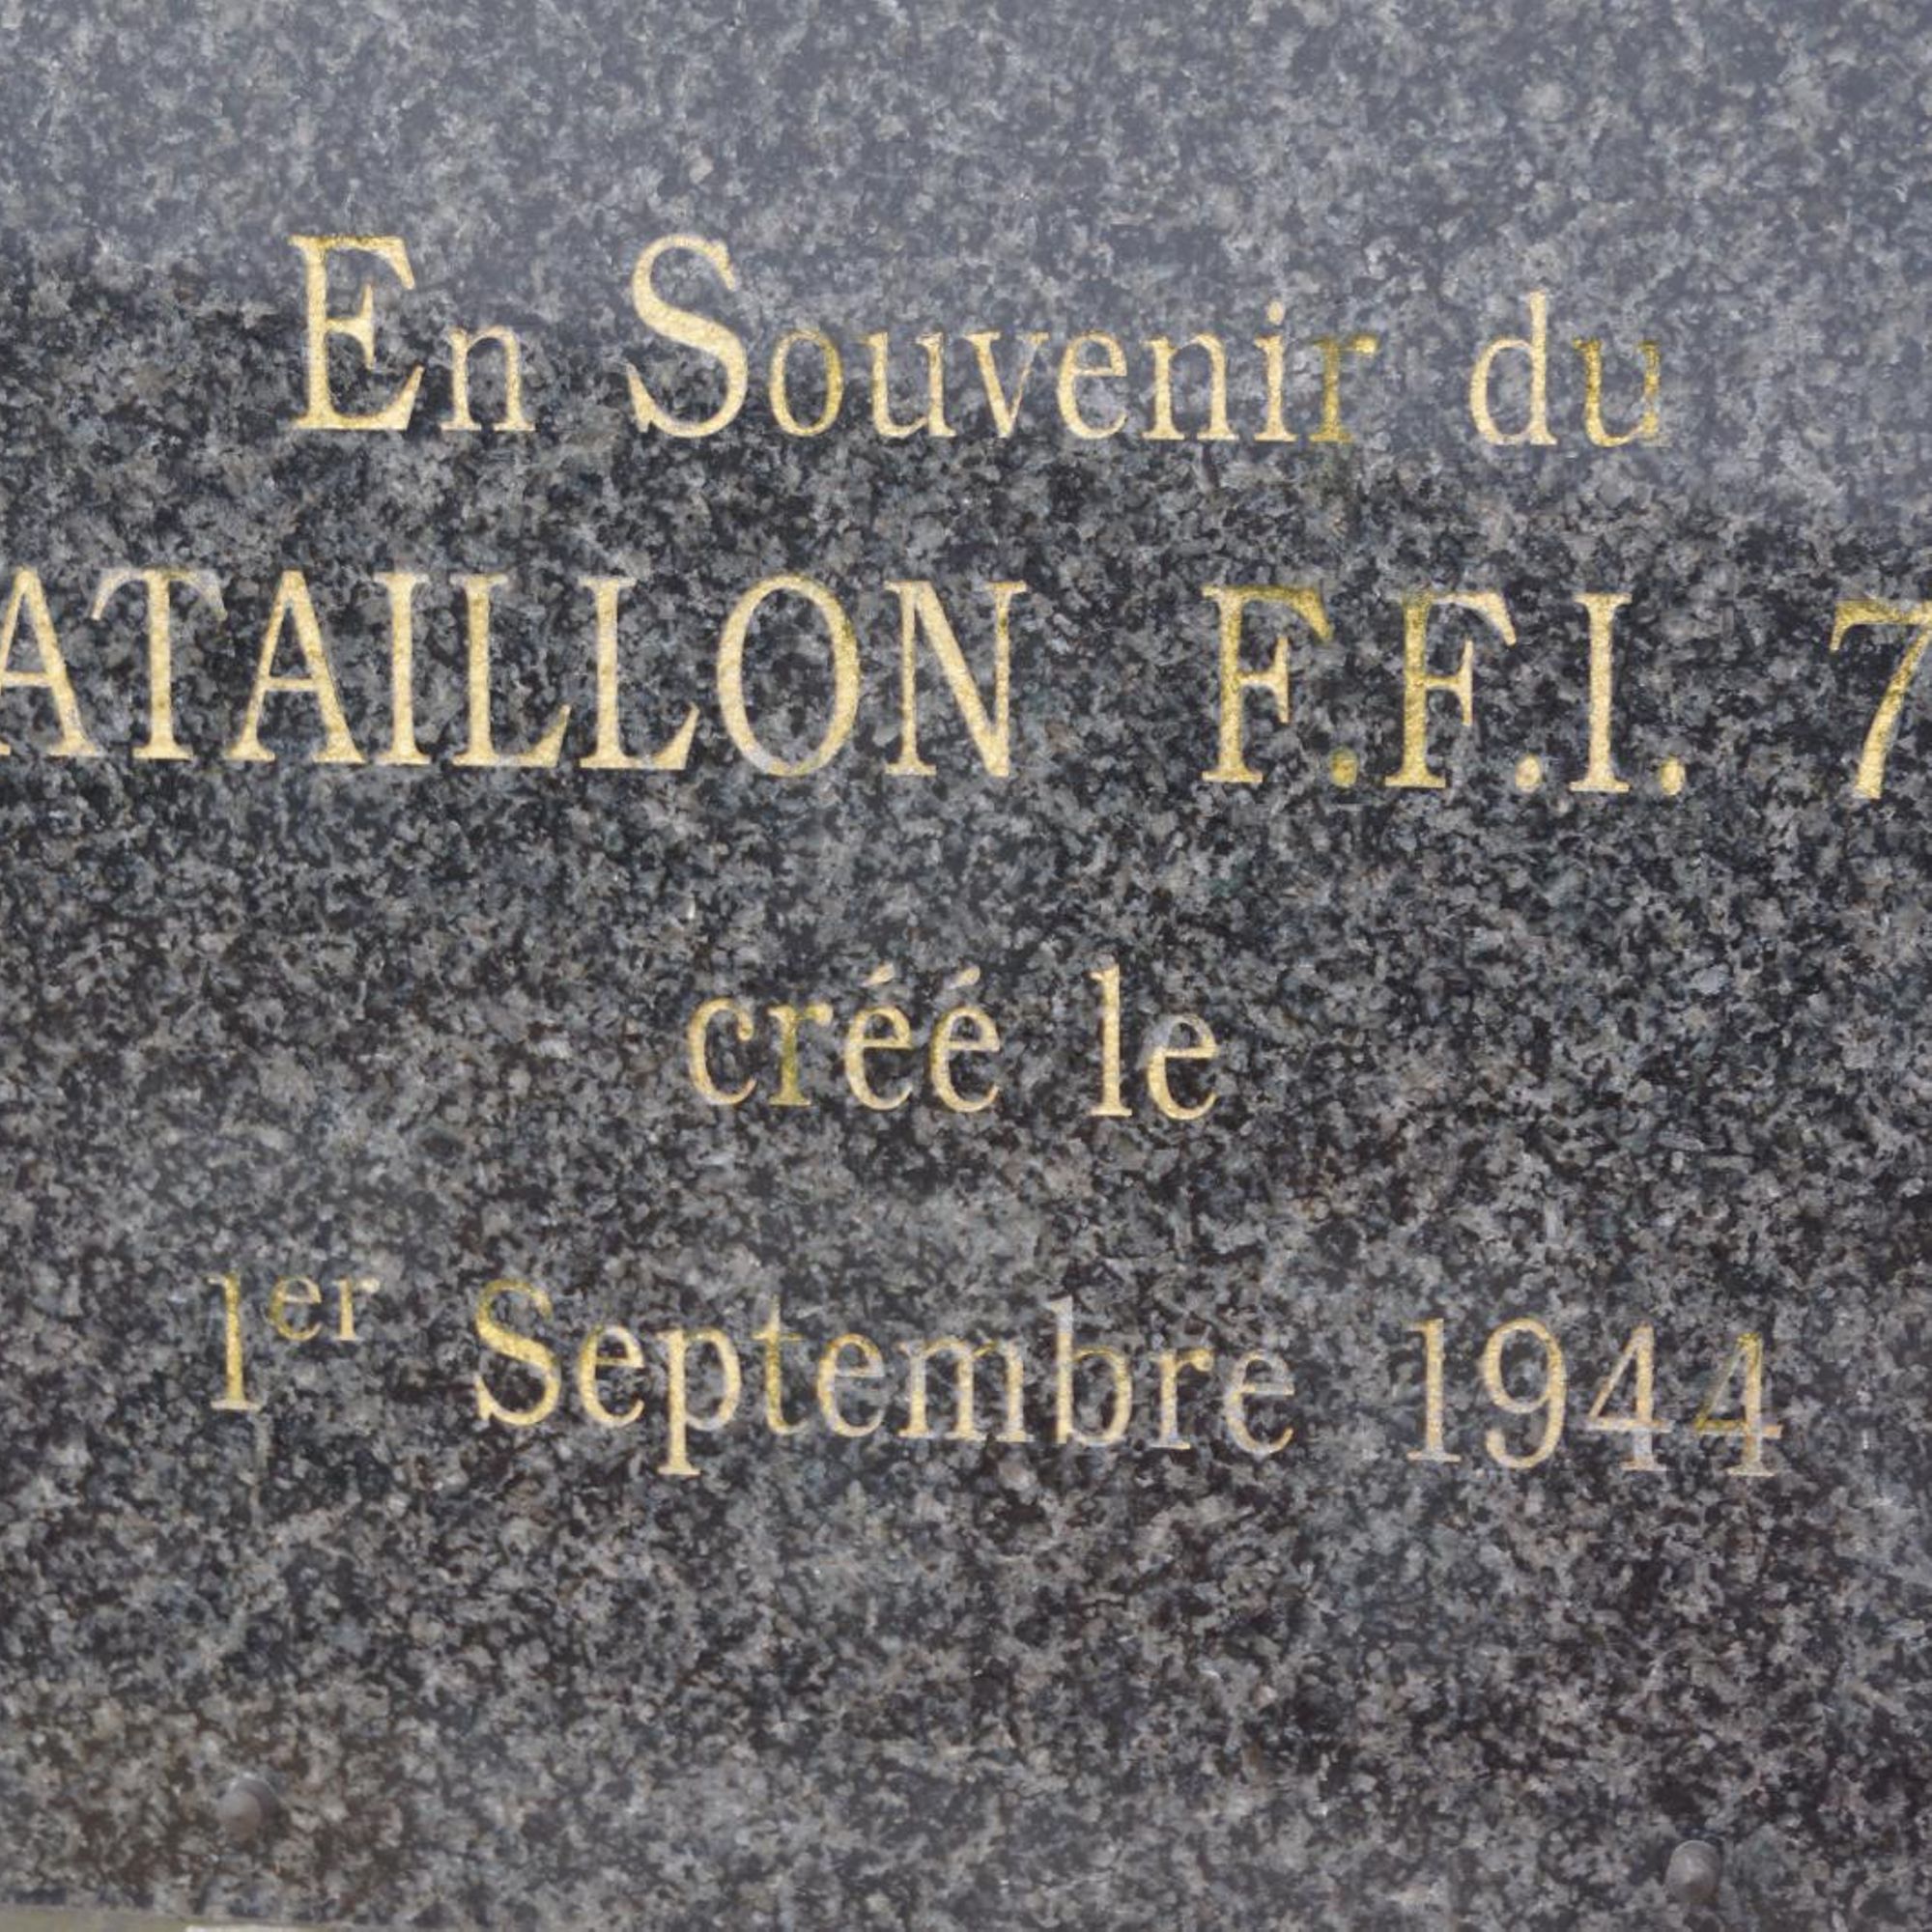 En Souvenir du
ATAILLON F.F.I. 7
créé le
1er Septembre 1944